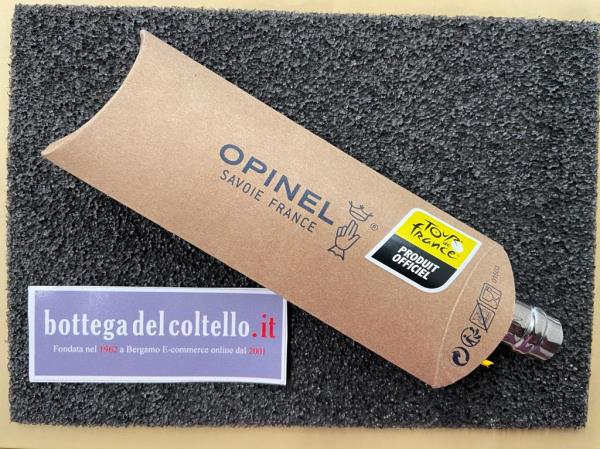 OPINEL
SAVOIE FRANCE
®
TOUR
de
france
PRODUIT
OFFICIEL
bottega del coltello.it
Fondata nel 1962 a Bergamo E-commerce online dal 2001